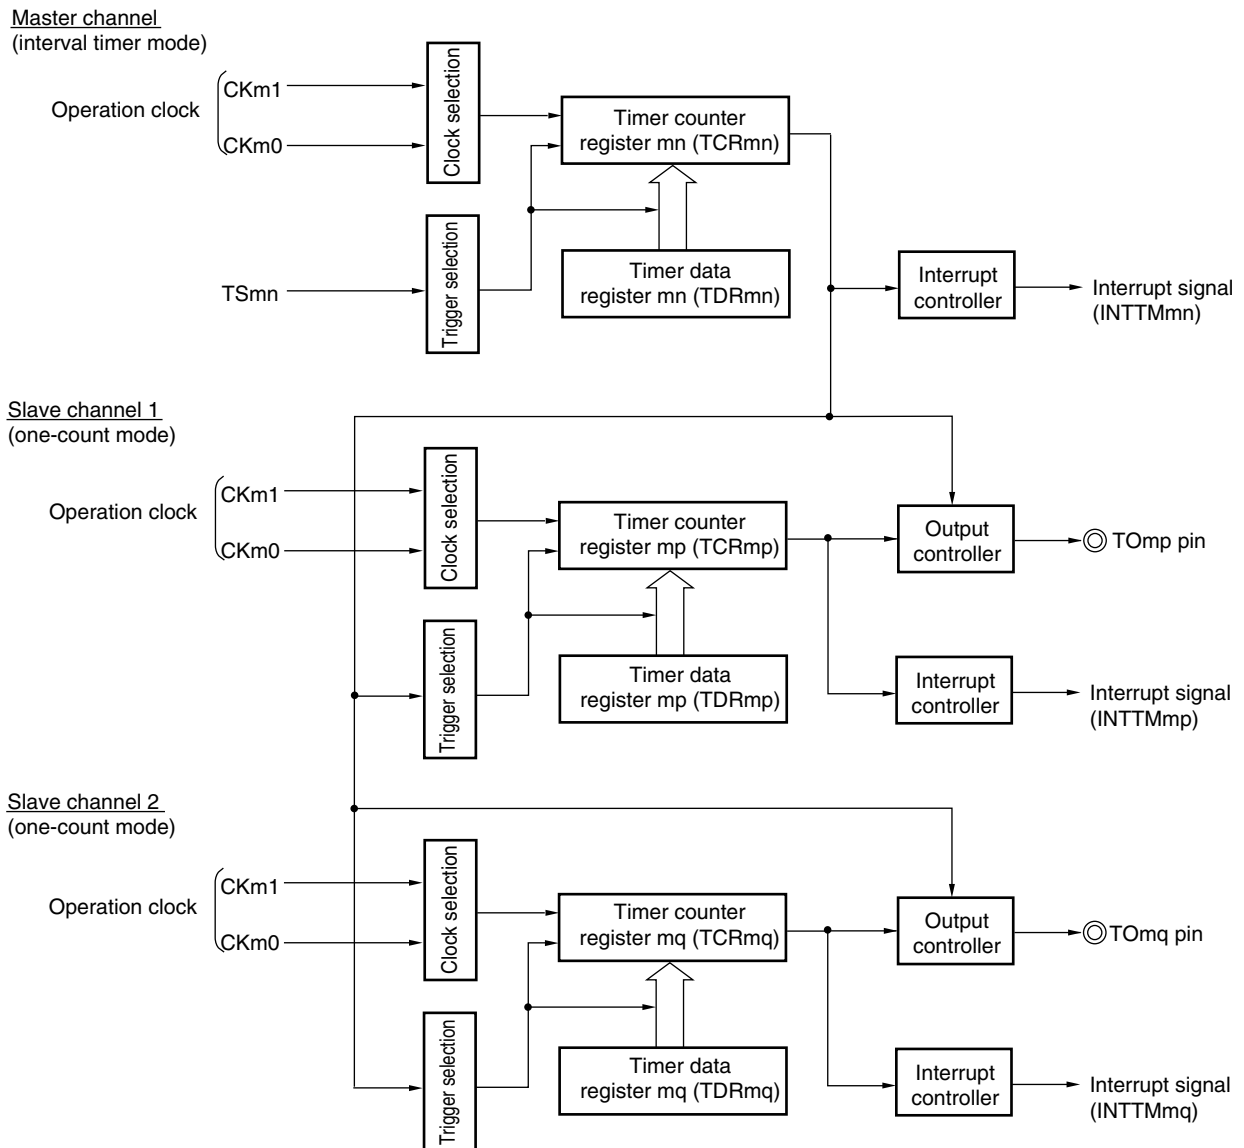 Master channel
(interval timer mode)
Operation clock
CKm1
CKm0
Clock selection
Timer counter
register mn (TCRmn)
TSmn
Trigger selection
Timer data
register mn (TDRmn)
Interrupt
controller
Interrupt signal
(INTTMmn)
Slave channel 1
(one-count mode)
Operation clock
CKm1
CKm0
Clock selection
Timer counter
register mp (TCRmp)
Output
controller
TOmp pin
Trigger selection
Timer data
register mp (TDRmp)
Interrupt
controller
Interrupt signal
(INTTMmp)
Slave channel 2
(one-count mode)
Operation clock
CKm1
CKm0
Clock selection
Timer counter
register mq (TCRmq)
Output
controller
TOmq pin
Trigger selection
Timer data
register mq (TDRmq)
Interrupt
controller
Interrupt signal
(INTTMmq)